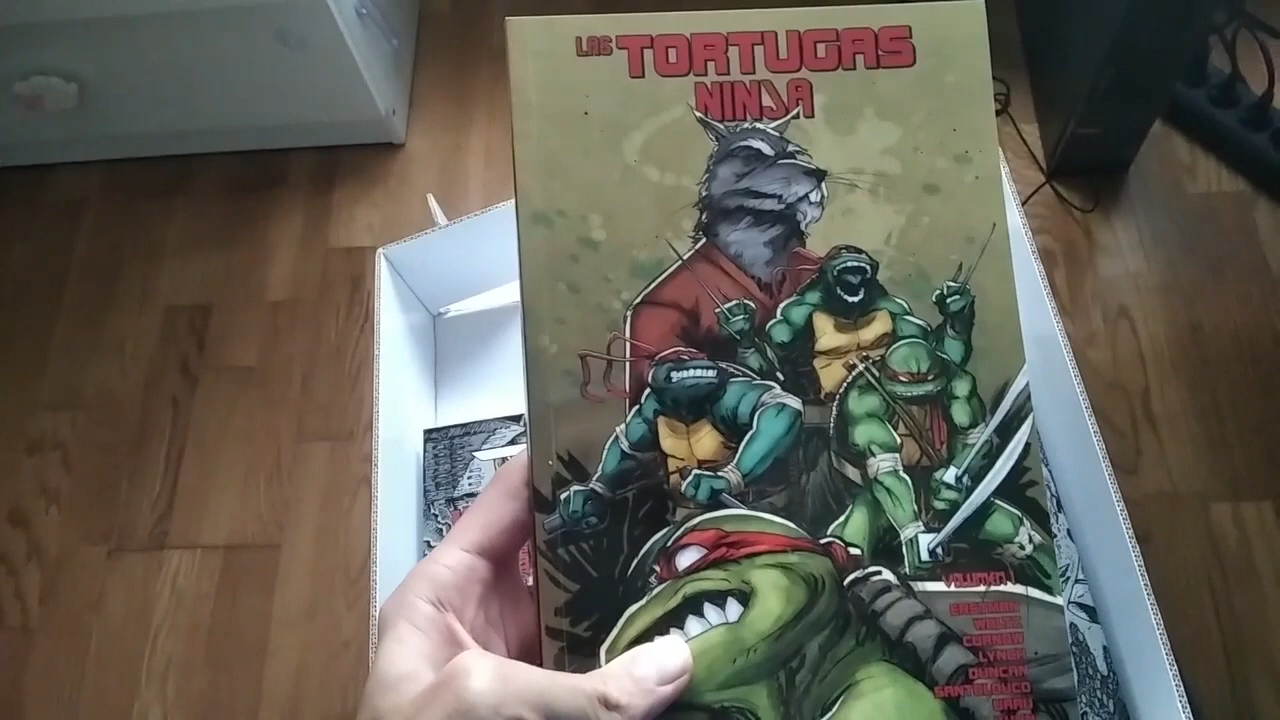 LAS TORTUGAS
NINJA
VOLUMEN 1
EASTMAN
WALTZ
CURNOW
LYNCH
DUNCAN
SANTOLOUCO